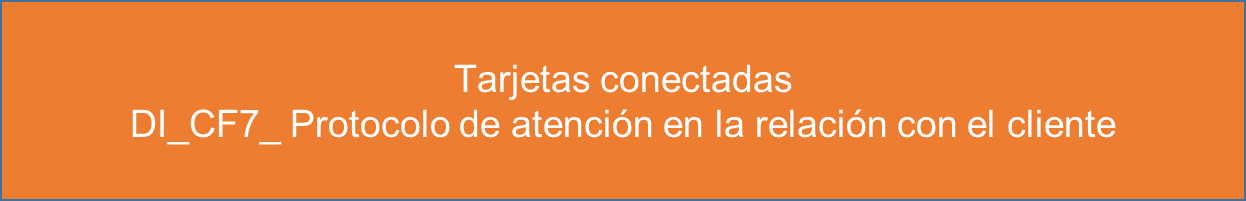 Tarjetas conectadas
DI_CF7_ Protocolo de atención en la relación con el cliente